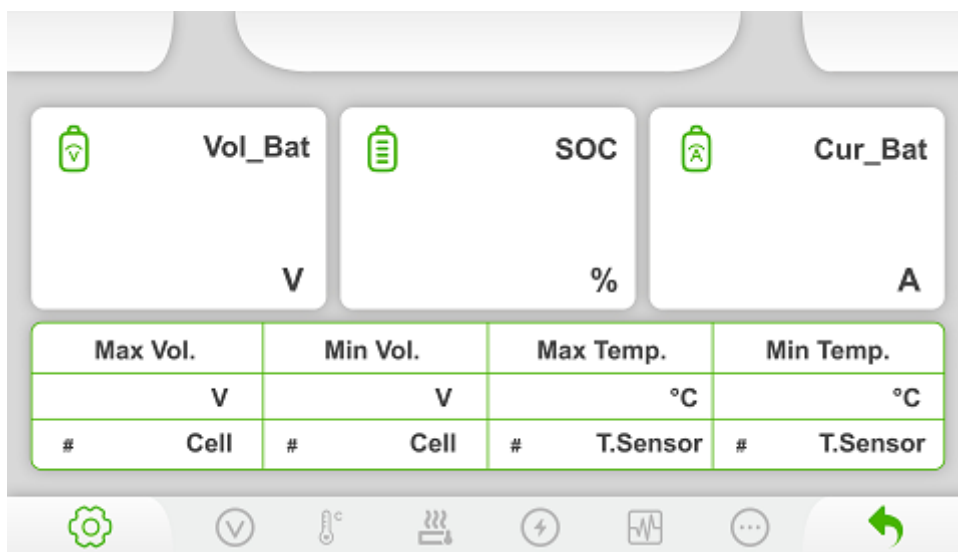 Vol_Bat SOC Cur_Bat
V % A
Max Vol. Min Vol. Max Temp. Min Temp.
V V °C °C
# Cell # Cell # T.Sensor # T.Sensor